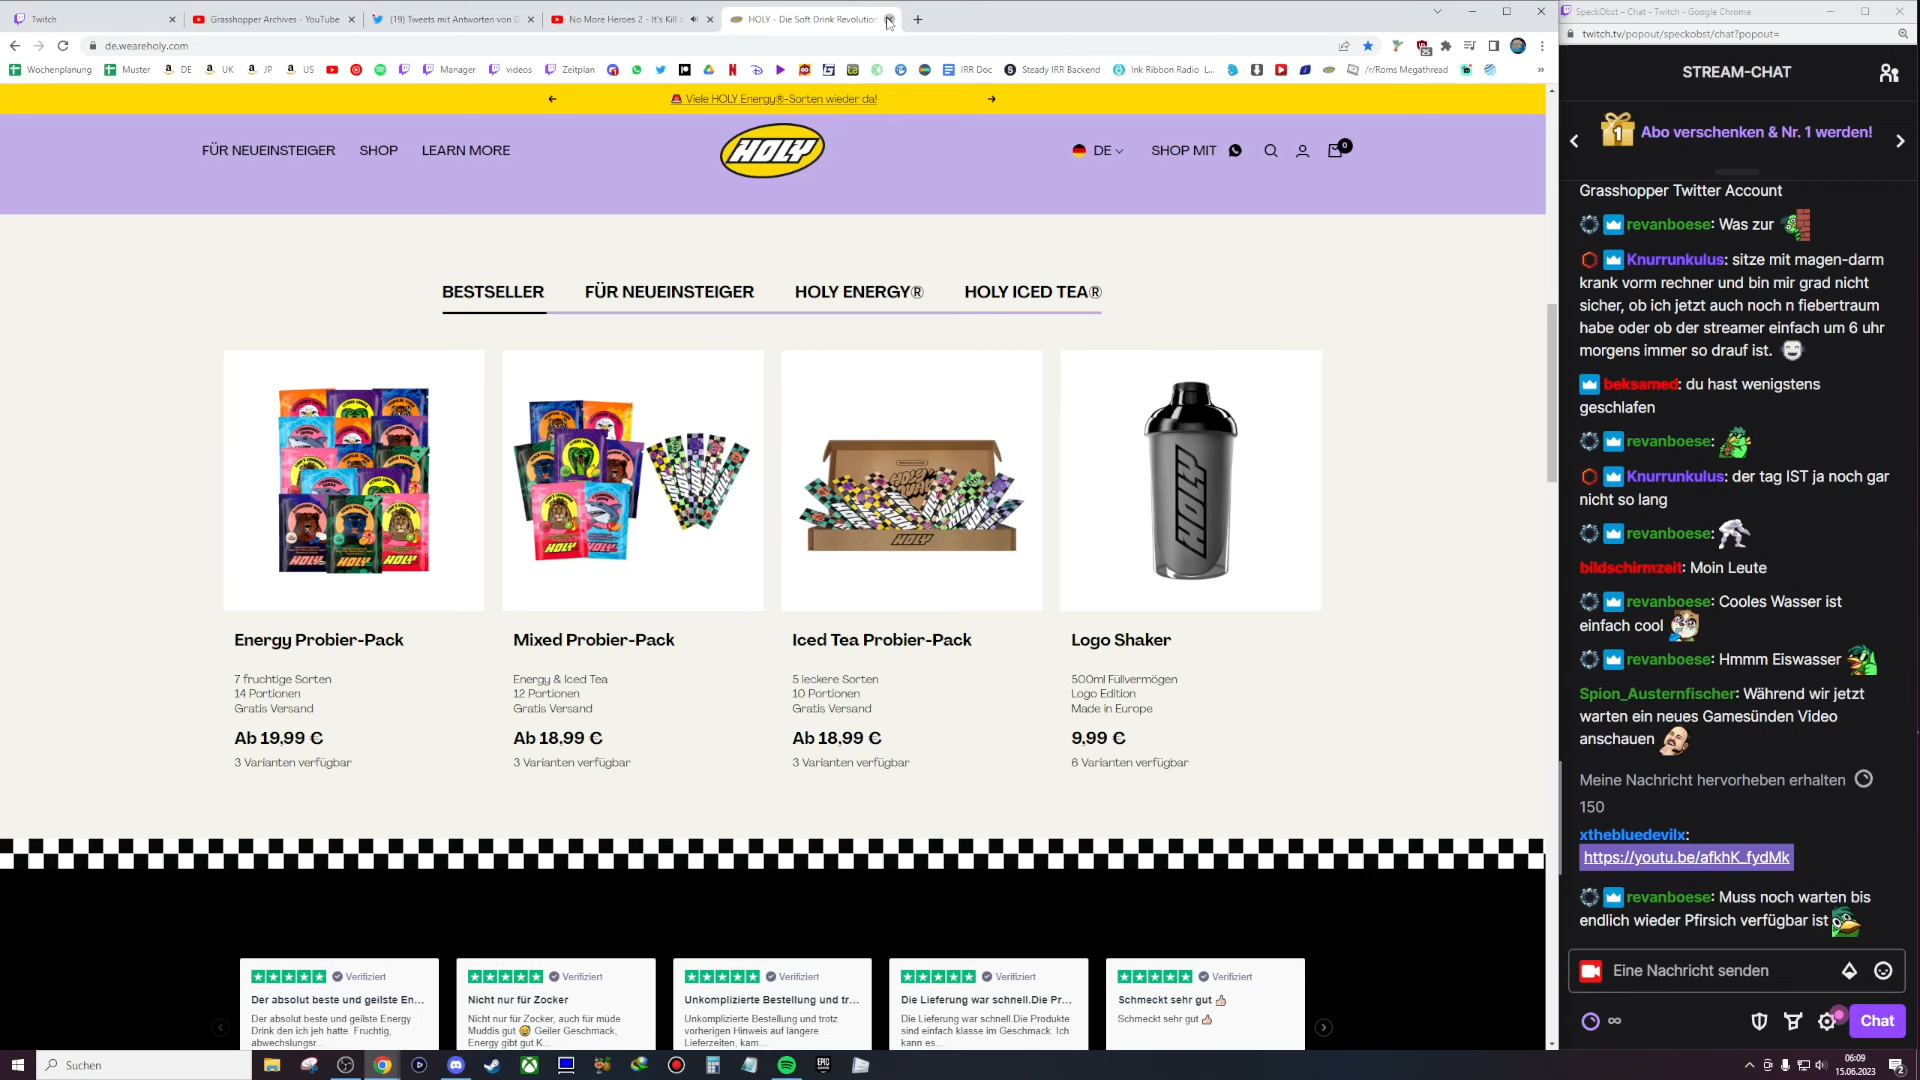 Twitch
Grasshopper Archives - YouTube
(19) Tweets mit Antworten von G
No More Heroes 2 - It's Kill
HOLY - Die Soft Drink Revolution
SpeckObst – Chat - Twitch - Google Chrome
de.weareholy.com
twitch.tv/popout/speckobst/chat?popout=
Wochenplanung
Muster
DE
UK
JP
US
Manager
videos
Zeitplan
IRR Doc
Steady IRR Backend
Ink Ribbon Radio L...
/r/Roms Megathread
Viele HOLY Energy®-Sorten wieder da!
FÜR NEUEINSTEIGER
SHOP
LEARN MORE
HOLY
DE
SHOP MIT
0
BESTSELLER
FÜR NEUEINSTEIGER
HOLY ENERGY®
HOLY ICED TEA®
Energy Probier-Pack
7 fruchtige Sorten
14 Portionen
Gratis Versand
Ab 19,99 €
3 Varianten verfügbar
Mixed Probier-Pack
Energy & Iced Tea
12 Portionen
Gratis Versand
Ab 18,99 €
3 Varianten verfügbar
Iced Tea Probier-Pack
5 leckere Sorten
10 Portionen
Gratis Versand
Ab 18,99 €
3 Varianten verfügbar
Logo Shaker
500ml Füllvermögen
Logo Edition
Made in Europe
9,99 €
6 Varianten verfügbar
Verifiziert
Der absolut beste und geilste En...
Der absolut beste und geilste Energy
Drink den ich jeh hatte. Fruchtig,
abwechslungsr...
Verifiziert
Nicht nur für Zocker
Nicht nur für Zocker, auch für müde
Muddis gut 😅 Geiler Geschmack,
Energy gibt gut K...
Verifiziert
Unkomplizierte Bestellung und tr...
Unkomplizierte Bestellung und trotz
vorherigen Hinweis auf längere
Lieferzeiten, kam...
Verifiziert
Die Lieferung war schnell.Die Pr...
Die Lieferung war schnell.Die Produkte
sind einfach klasse im Geschmack. Ich
kann es...
Verifiziert
Schmeckt sehr gut 👍🏻
Schmeckt sehr gut 👍🏻
STREAM-CHAT
1
Abo verschenken & Nr. 1 werden!
Grasshopper Twitter Account
revanboese: Was zur
Knurrunkulus: sitze mit magen-darm
krank vorm rechner und bin mir grad nicht
sicher, ob ich jetzt auch noch n fiebertraum
habe oder ob der streamer einfach um 6 uhr
morgens immer so drauf ist.
beksamed: du hast wenigstens
geschlafen
revanboese:
Knurrunkulus: der tag IST ja noch gar
nicht so lang
revanboese:
bildschirmzeit: Moin Leute
revanboese: Cooles Wasser ist
einfach cool
revanboese: Hmmm Eiswasser
Spion_Austernfischer: Während wir jetzt
warten ein neues Gamesünden Video
anschauen
Meine Nachricht hervorheben erhalten
150
xthebluedevilx:
https://youtu.be/afkhK_fydMk
revanboese: Muss noch warten bis
endlich wieder Pfirsich verfügbar ist
Eine Nachricht senden
∞
Chat
Suchen
06:09
15.06.2023